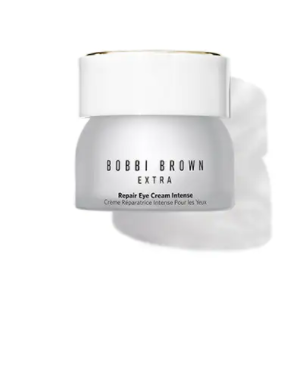 BOBBI BROWN
EXTRA
Repair Eye Cream Intense
Crème Réparatrice Intense Pour les Yeux